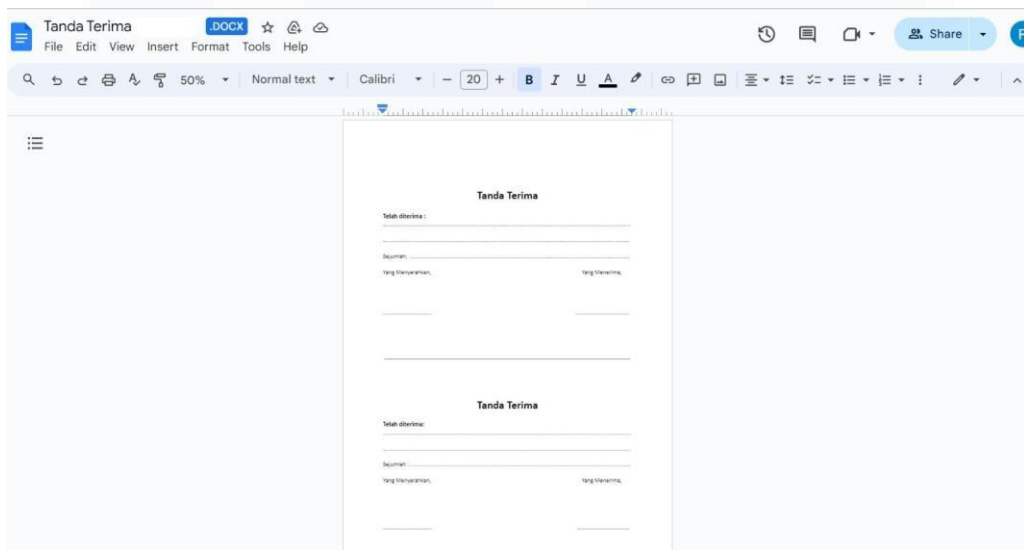 Tanda Terima .DOCX
File Edit View Insert Format Tools Help
Share
50% Normal text Calibri 20 B I U A
Tanda Terima
Telah diterima :
Sejumlah:
Yang Menyerahkan, Yang Menerima,
Tanda Terima
Telah diterima:
Sejumlah :
Yang Menyerahkan, Yang Menerima,